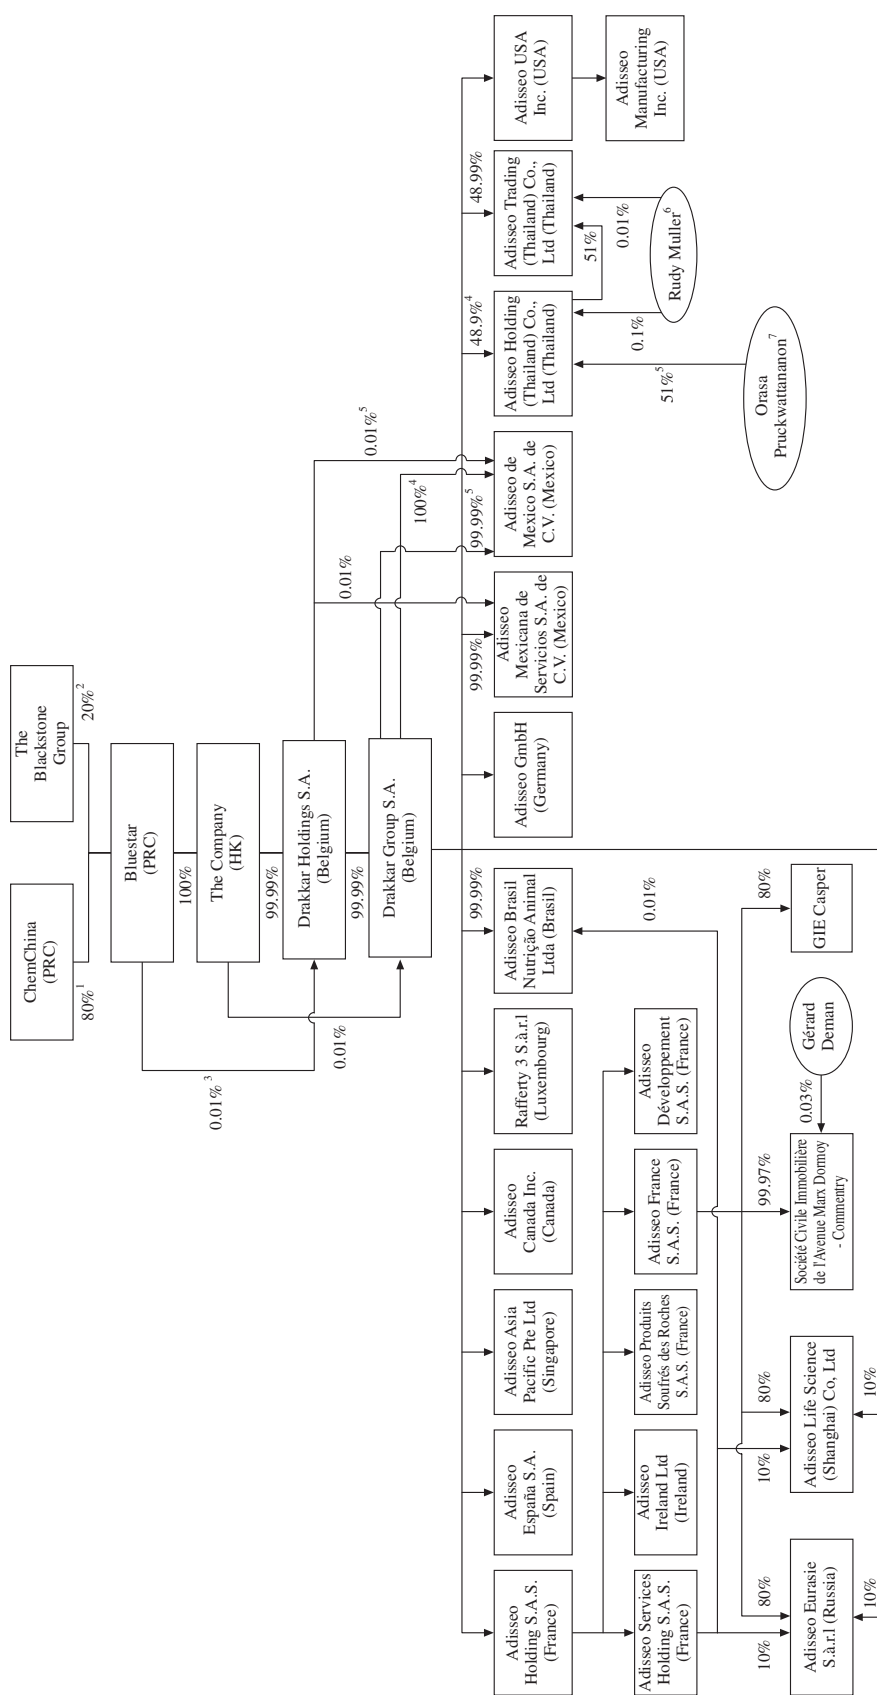 ChemChina
(PRC)
The
Blackstone
Group
80%1
20%2
Bluestar
(PRC)
100%
The Company
(HK)
0.01% 3
99.99%
Drakkar Holdings S.A.
(Belgium)
0.01%
99.99%
Drakkar Group S.A.
(Belgium)
0.01%
0.01%5
100%4
99.99%
99.99%
99.99%5
48.9%4
48.99%
Adisseo
Holding S.A.S.
(France)
Adisseo
España S.A.
(Spain)
Adisseo Asia
Pacific Pte Ltd
(Singapore)
Adisseo
Canada Inc.
(Canada)
Rafferty 3 S.à.r.l
(Luxembourg)
Adisseo Brasil
Nutrição Animal
Ltda (Brasil)
Adisseo GmbH
(Germany)
Adisseo
Mexicana de
Servicios S.A. de
C.V. (Mexico)
Adisseo de
Mexico S.A. de
C.V. (Mexico)
Adisseo Holding
(Thailand) Co.,
Ltd (Thailand)
Adisseo Trading
(Thailand) Co.,
Ltd (Thailand)
Adisseo USA
Inc. (USA)
51%
0.01%
0.1%
51%5
0.01%
Adisseo Services
Holding S.A.S.
(France)
Adisseo
Ireland Ltd
(Ireland)
Adisseo Produits
Soufrés des Roches
S.A.S. (France)
Adisseo France
S.A.S. (France)
Adisseo
Développement
S.A.S. (France)
Adisseo
Manufacturing
Inc. (USA)
Rudy Muller6
Orasa
Pruckwattananon7
10%
80%
10%
80%
99.97%
0.03%
80%
Adisseo Eurasie
S.à.r.l (Russia)
Adisseo Life Science
(Shanghai) Co, Ltd
Société Civile Immobilière
de l'Avenue Marx Dormoy
- Commentry
Gérard
Deman
GIE Casper
10%
10%